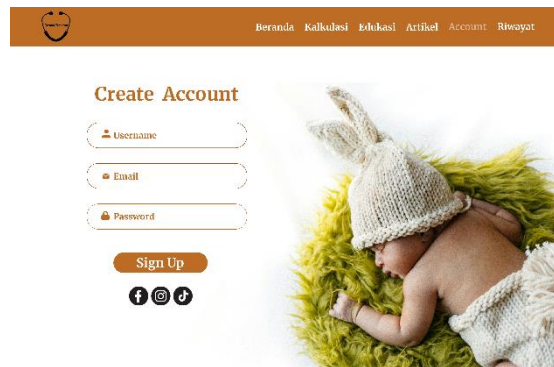 Beranda Kalkulasi Edukasi Artikel Account Riwayat
Create Account
Username
Email
Password
Sign Up